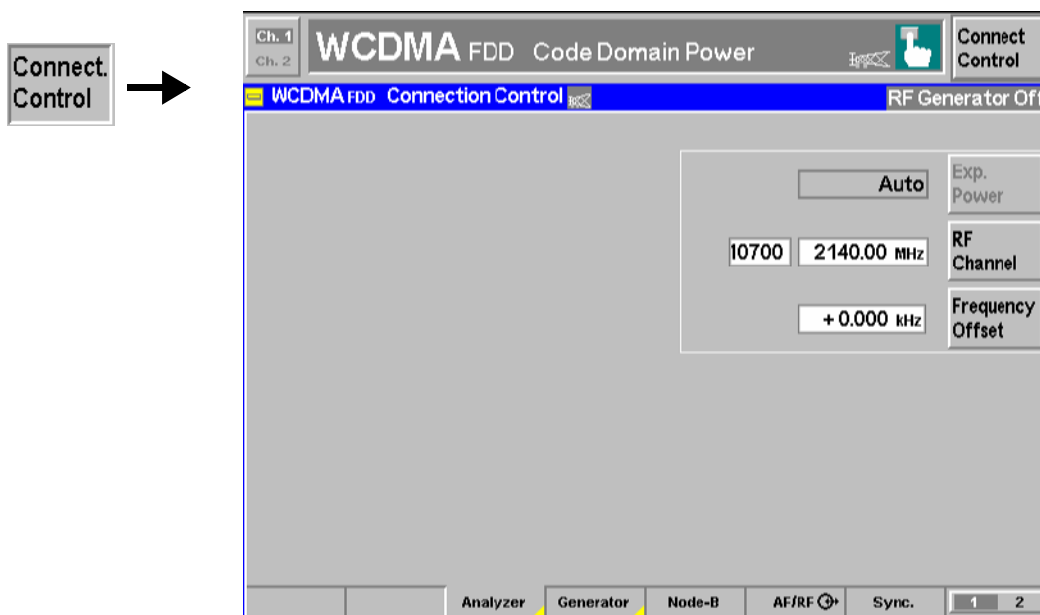 Connect.
Control
Ch. 1
Ch. 2
WCDMA FDD Code Domain Power
Connect
Control
WCDMA FDD Connection Control
RF Generator Off
Auto
Exp.
Power
10700
2140.00 MHz
RF
Channel
+ 0.000 kHz
Frequency
Offset
Analyzer
Generator
Node-B
AF/RF
Sync.
1 2